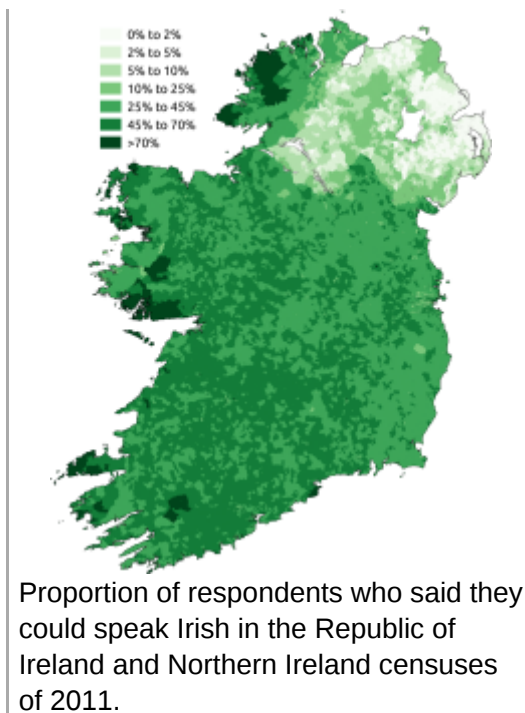 0% to 2%
2% to 5%
5% to 10%
10% to 25%
25% to 45%
45% to 70%
>70%
Proportion of respondents who said they
could speak Irish in the Republic of
Ireland and Northern Ireland censuses
of 2011.